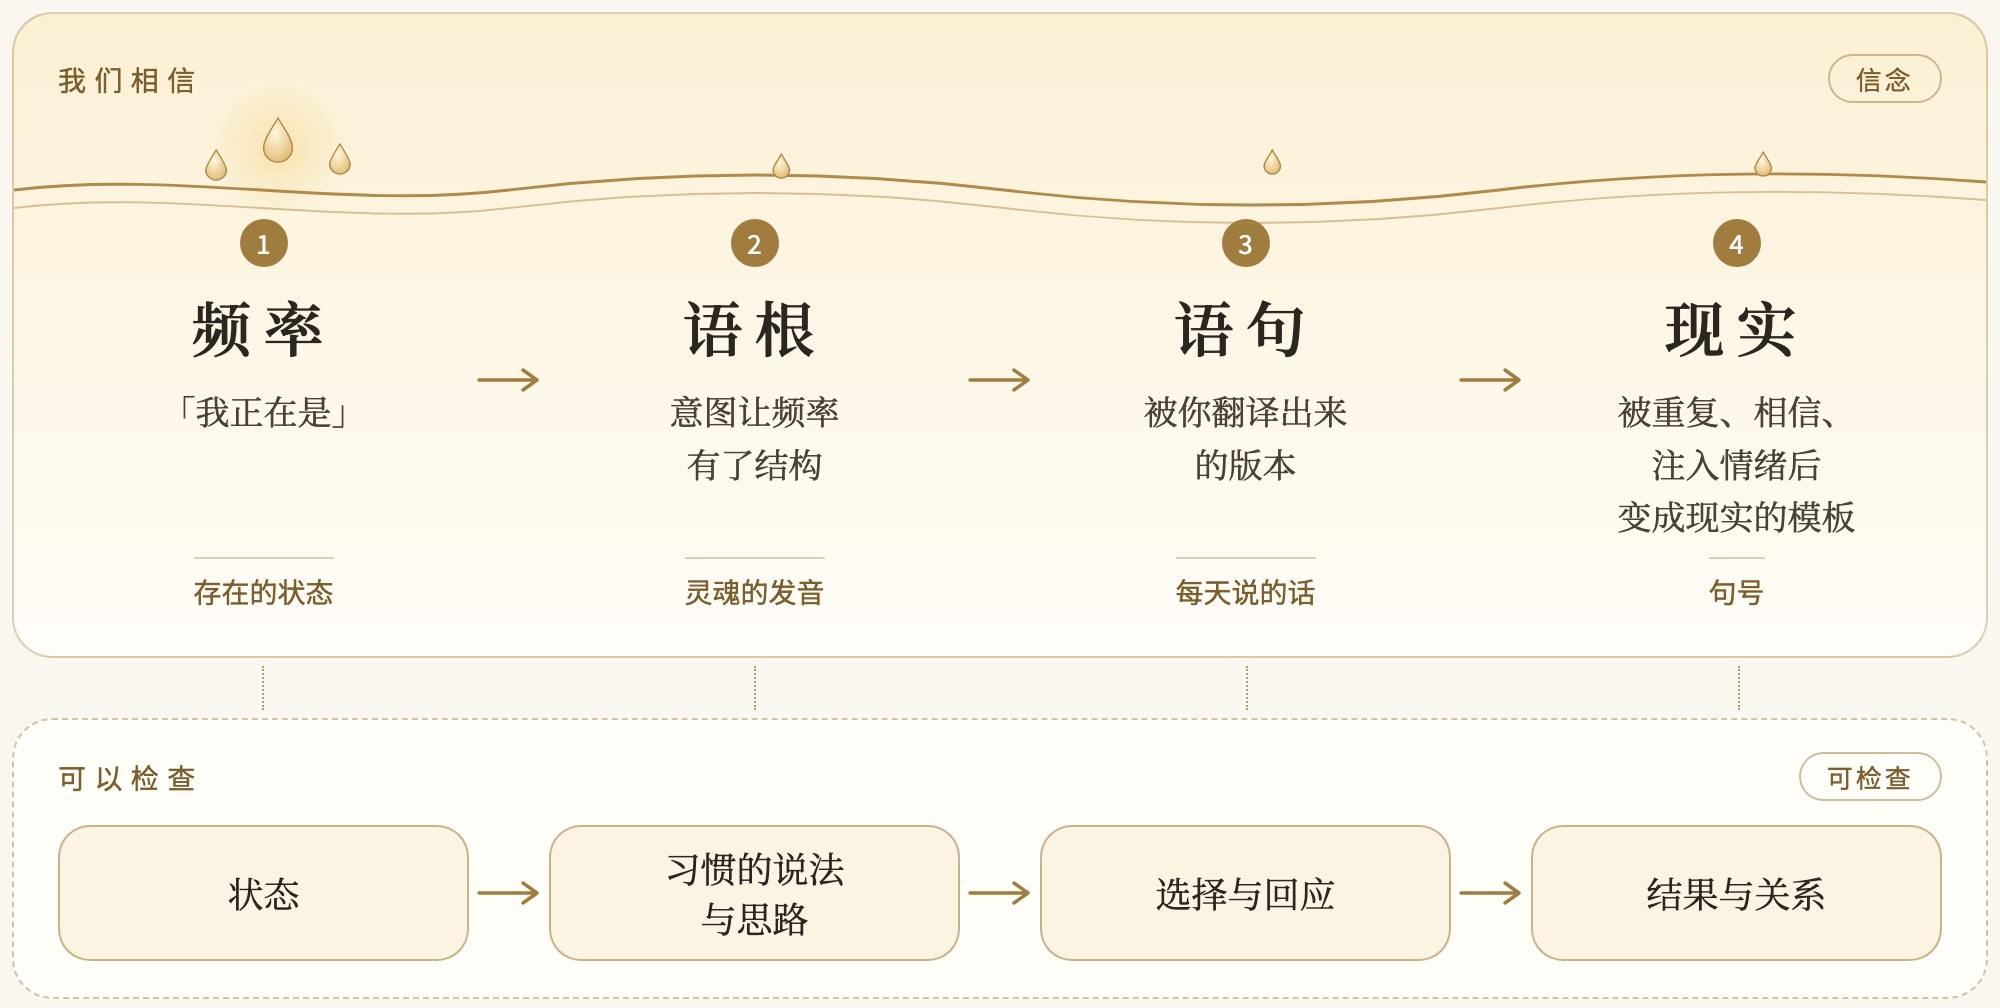 我们相信
信念
1
2
3
4
频率
语根
语句
现实
「我正在是」
意图让频率
有了结构
被你翻译出来
的版本
被重复、相信、
注入情绪后
变成现实的模板
存在的状态
灵魂的发音
每天说的话
句号
可以检查
可检查
状态
习惯的说法
与思路
选择与回应
结果与关系